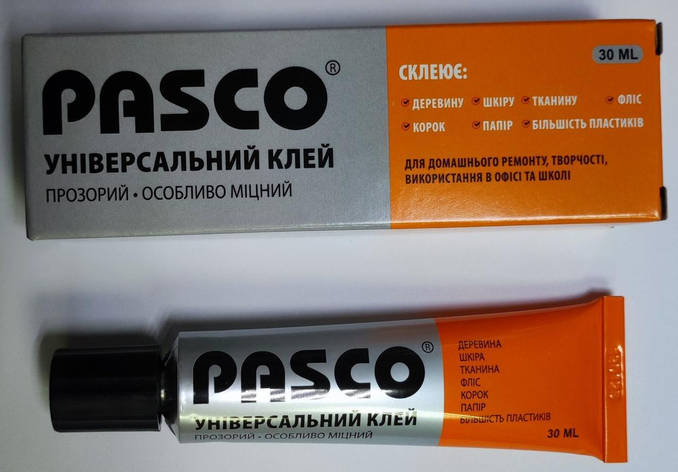 PASCO®
УНІВЕРСАЛЬНИЙ КЛЕЙ
ПРОЗОРИЙ • ОСОБЛИВО МІЦНИЙ
30 ML
СКЛЕЮЄ:
ДЕРЕВИНУ ШКІРУ ТКАНИНУ ФЛІС
КОРОК ПАПІР БІЛЬШІСТЬ ПЛАСТИКІВ
ДЛЯ ДОМАШНЬОГО РЕМОНТУ, ТВОРЧОСТІ,
ВИКОРИСТАННЯ В ОФІСІ ТА ШКОЛІ
PASCO®
УНІВЕРСАЛЬНИЙ КЛЕЙ
ПРОЗОРИЙ • ОСОБЛИВО МІЦНИЙ
ДЕРЕВИНА
ШКІРА
ТКАНИНА
ФЛІС
КОРОК
ПАПІР
БІЛЬШІСТЬ ПЛАСТИКІВ
30 ML